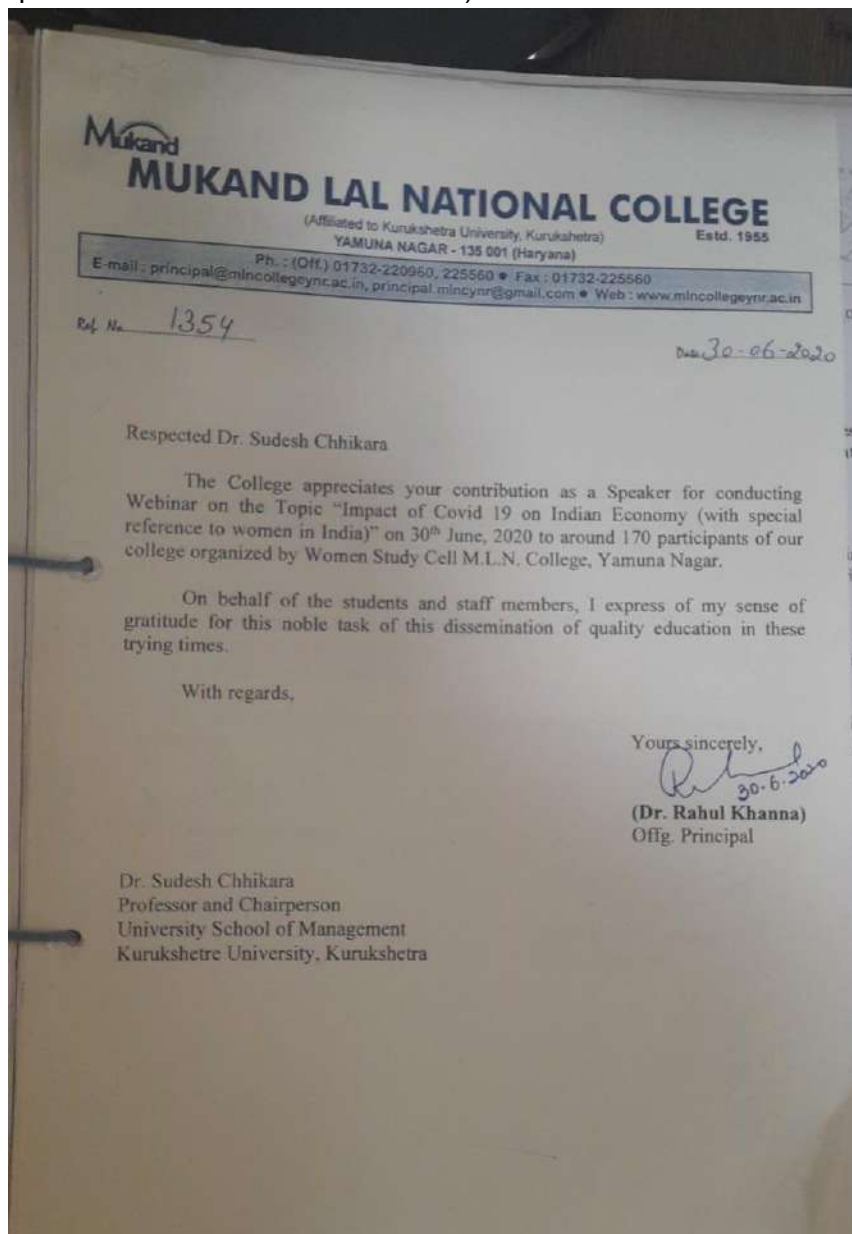 Mukand
MUKAND LAL NATIONAL COLLEGE
(Affiliated to Kurukshetra University, Kurukshetra)
Estd. 1955
YAMUNA NAGAR - 135 001 (Haryana)
Ph. : (Off.) 01732-220960, 225560 ● Fax : 01732-225560
E-mail : principal@mlncollegeynr.ac.in, principal.mlncynr@gmail.com ● Web : www.mlncollegeynr.ac.in
Ref. No. 1354
Date 30-06-2020
Respected Dr. Sudesh Chhikara
The College appreciates your contribution as a Speaker for conducting
Webinar on the Topic “Impact of Covid 19 on Indian Economy (with special
reference to women in India)” on 30th June, 2020 to around 170 participants of our
college organized by Women Study Cell M.L.N. College, Yamuna Nagar.
On behalf of the students and staff members, I express of my sense of
gratitude for this noble task of this dissemination of quality education in these
trying times.
With regards,
Yours sincerely,
30.6.2020
(Dr. Rahul Khanna)
Offg. Principal
Dr. Sudesh Chhikara
Professor and Chairperson
University School of Management
Kurukshetre University, Kurukshetra